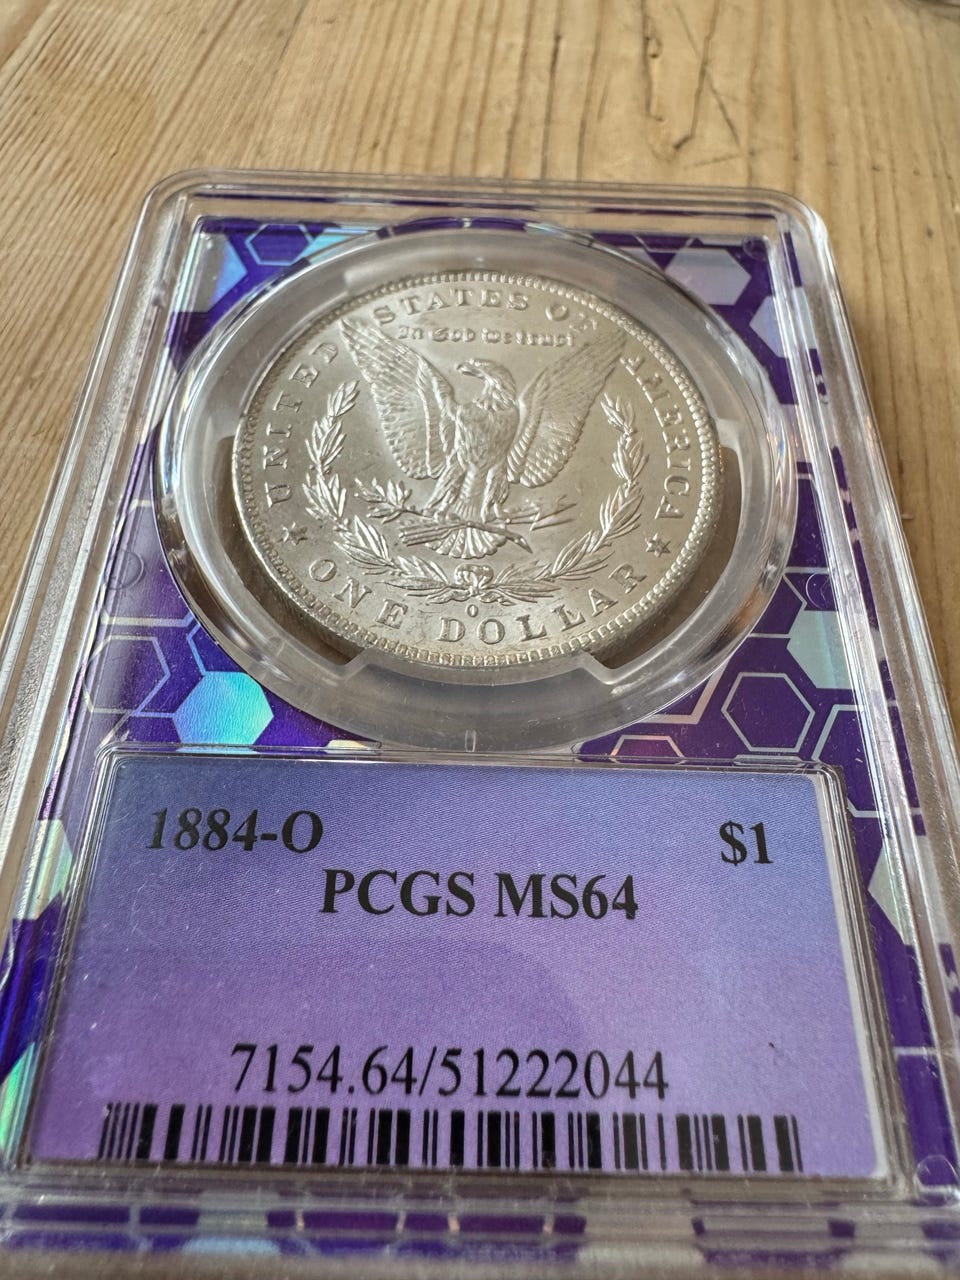 UNITED STATES OF AMERICA
In God we trust
ONE DOLLAR
O
1884-O $1
PCGS MS64
7154.64/51222044